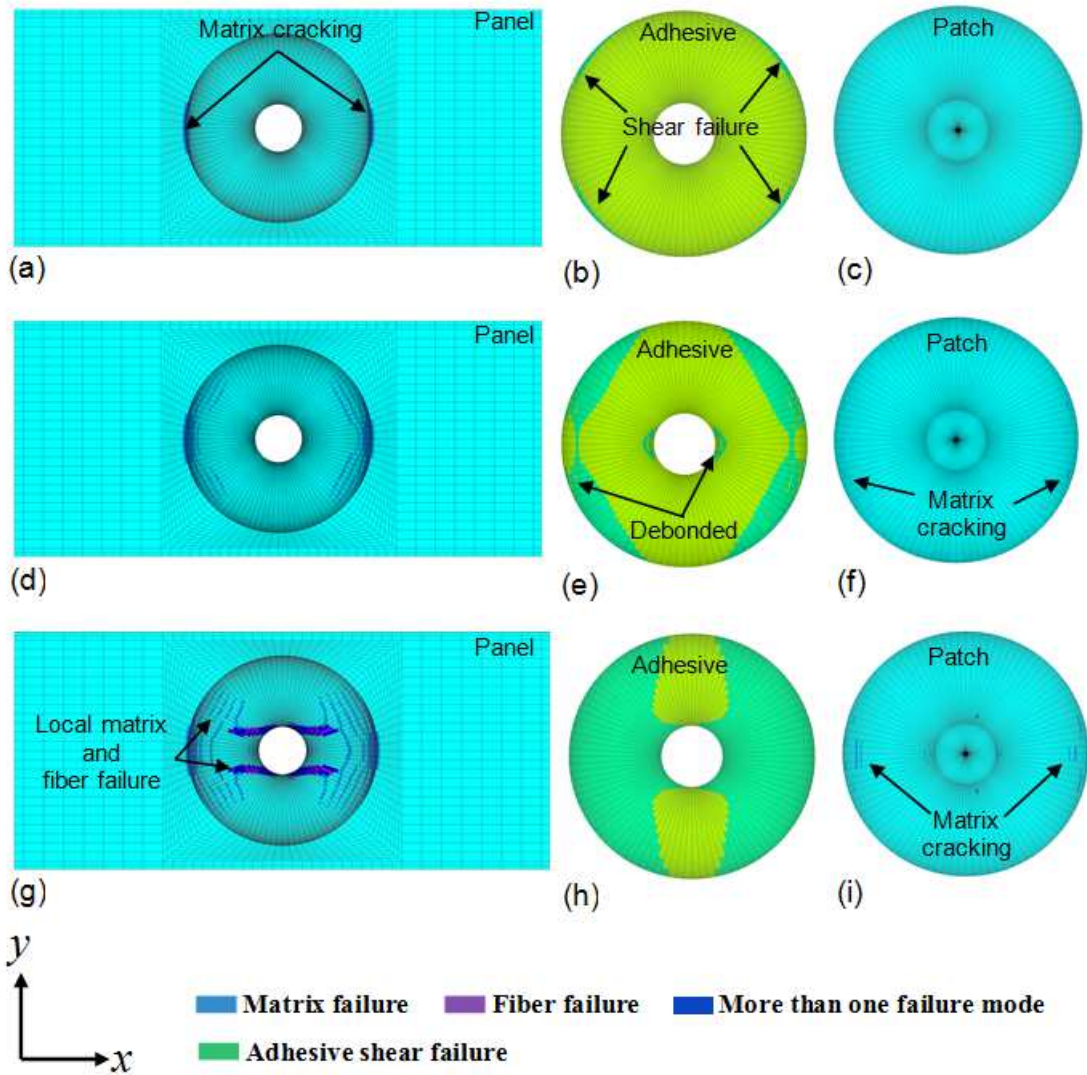 Matrix cracking
Panel
Adhesive
Shear failure
Patch
(a)
(b)
(c)
Panel
Adhesive
Debonded
Patch
Matrix
cracking
(d)
(e)
(f)
Panel
Local matrix
and
fiber failure
Adhesive
Patch
Matrix
cracking
(g)
(h)
(i)
y
x
Matrix failure
Fiber failure
More than one failure mode
Adhesive shear failure